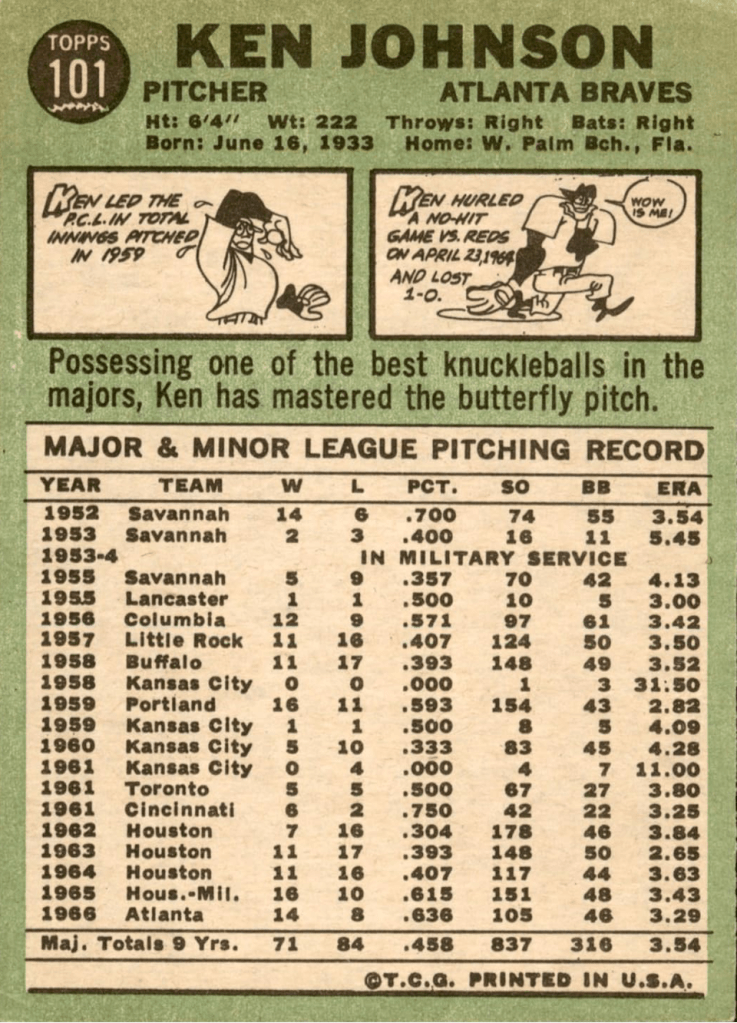 TOPPS
101
KEN JOHNSON
PITCHER ATLANTA BRAVES
Ht: 6'4" Wt: 222 Throws: Right Bats: Right
Born: June 16, 1933 Home: W. Palm Bch., Fla.
KEN LED THE
P.C.L. IN TOTAL
INNINGS PITCHED
IN 1959
KEN HURLED
A NO-HIT
GAME VS. REDS
ON APRIL 23, 1964
AND LOST
1-0.
WOW
IS ME!
Possessing one of the best knuckleballs in the
majors, Ken has mastered the butterfly pitch.
MAJOR & MINOR LEAGUE PITCHING RECORD
YEAR TEAM W L PCT. SO BB ERA
1952 Savannah 14 6 .700 74 55 3.54
1953 Savannah 2 3 .400 16 11 5.45
1953-4 IN MILITARY SERVICE
1955 Savannah 5 9 .357 70 42 4.13
1955 Lancaster 1 1 .500 10 5 3.00
1956 Columbia 12 9 .571 97 61 3.42
1957 Little Rock 11 16 .407 124 50 3.50
1958 Buffalo 11 17 .393 148 49 3.52
1958 Kansas City 0 0 .000 1 3 31.50
1959 Portland 16 11 .593 154 43 2.82
1959 Kansas City 1 1 .500 8 5 4.09
1960 Kansas City 5 10 .333 83 45 4.28
1961 Kansas City 0 4 .000 4 7 11.00
1961 Toronto 5 5 .500 67 27 3.80
1961 Cincinnati 6 2 .750 42 22 3.25
1962 Houston 7 16 .304 178 46 3.84
1963 Houston 11 17 .393 148 50 2.65
1964 Houston 11 16 .407 117 44 3.63
1965 Hous.-Mil. 16 10 .615 151 48 3.43
1966 Atlanta 14 8 .636 105 46 3.29
Maj. Totals 9 Yrs. 71 84 .458 837 316 3.54
©T.C.G. PRINTED IN U.S.A.